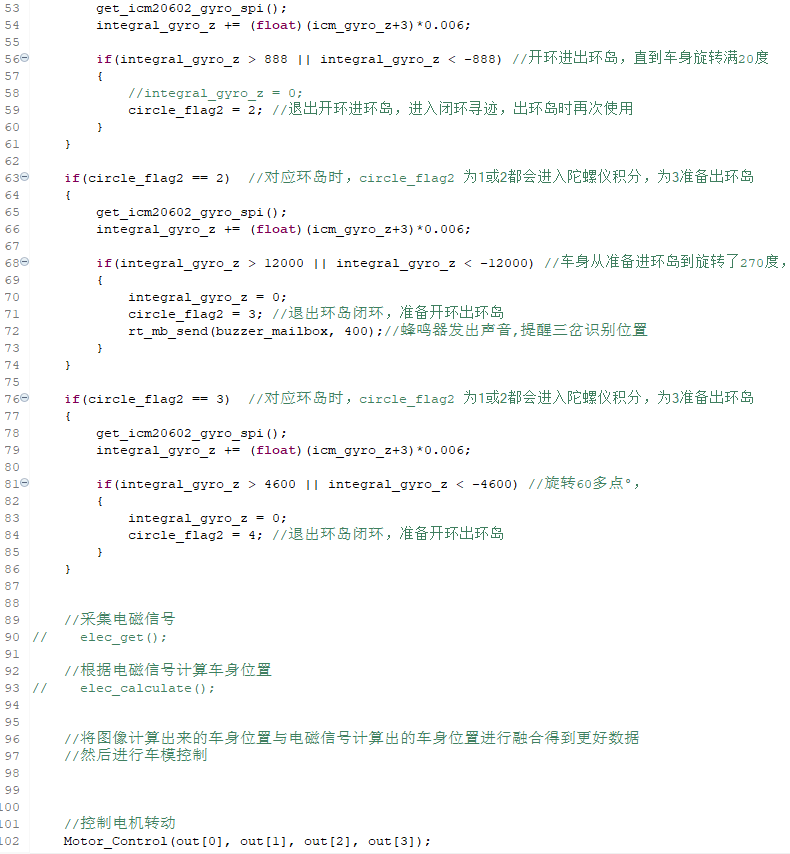 53 get_icm20602_gyro_spi();
54 integral_gyro_z += (float)(icm_gyro_z+3)*0.006;
55
56 if(integral_gyro_z > 888 || integral_gyro_z < -888) //开环进出环岛，直到车身旋转满20度
57 {
58 //integral_gyro_z = 0;
59 circle_flag2 = 2; //退出开环进环岛，进入闭环寻迹，出环岛时再次使用
60 }
61 }
62
63 if(circle_flag2 == 2) //对应环岛时，circle_flag2 为1或2都会进入陀螺仪积分，为3准备出环岛
64 {
65 get_icm20602_gyro_spi();
66 integral_gyro_z += (float)(icm_gyro_z+3)*0.006;
67
68 if(integral_gyro_z > 12000 || integral_gyro_z < -12000) //车身从准备进环岛到旋转了270度，
69 {
70 integral_gyro_z = 0;
71 circle_flag2 = 3; //退出环岛闭环，准备开环出环岛
72 rt_mb_send(buzzer_mailbox, 400);//蜂鸣器发出声音,提醒三岔识别位置
73 }
74 }
75
76 if(circle_flag2 == 3) //对应环岛时，circle_flag2 为1或2都会进入陀螺仪积分，为3准备出环岛
77 {
78 get_icm20602_gyro_spi();
79 integral_gyro_z += (float)(icm_gyro_z+3)*0.006;
80
81 if(integral_gyro_z > 4600 || integral_gyro_z < -4600) //旋转60多点°，
82 {
83 integral_gyro_z = 0;
84 circle_flag2 = 4; //退出环岛闭环，准备开环出环岛
85 }
86 }
87
88
89 //采集电磁信号
90 // elec_get();
91
92 //根据电磁信号计算车身位置
93 // elec_calculate();
94
95
96 //将图像计算出来的车身位置与电磁信号计算出的车身位置进行融合得到更好数据
97 //然后进行车模控制
98
99
100
101 //控制电机转动
102 Motor_Control(out[0], out[1], out[2], out[3]);